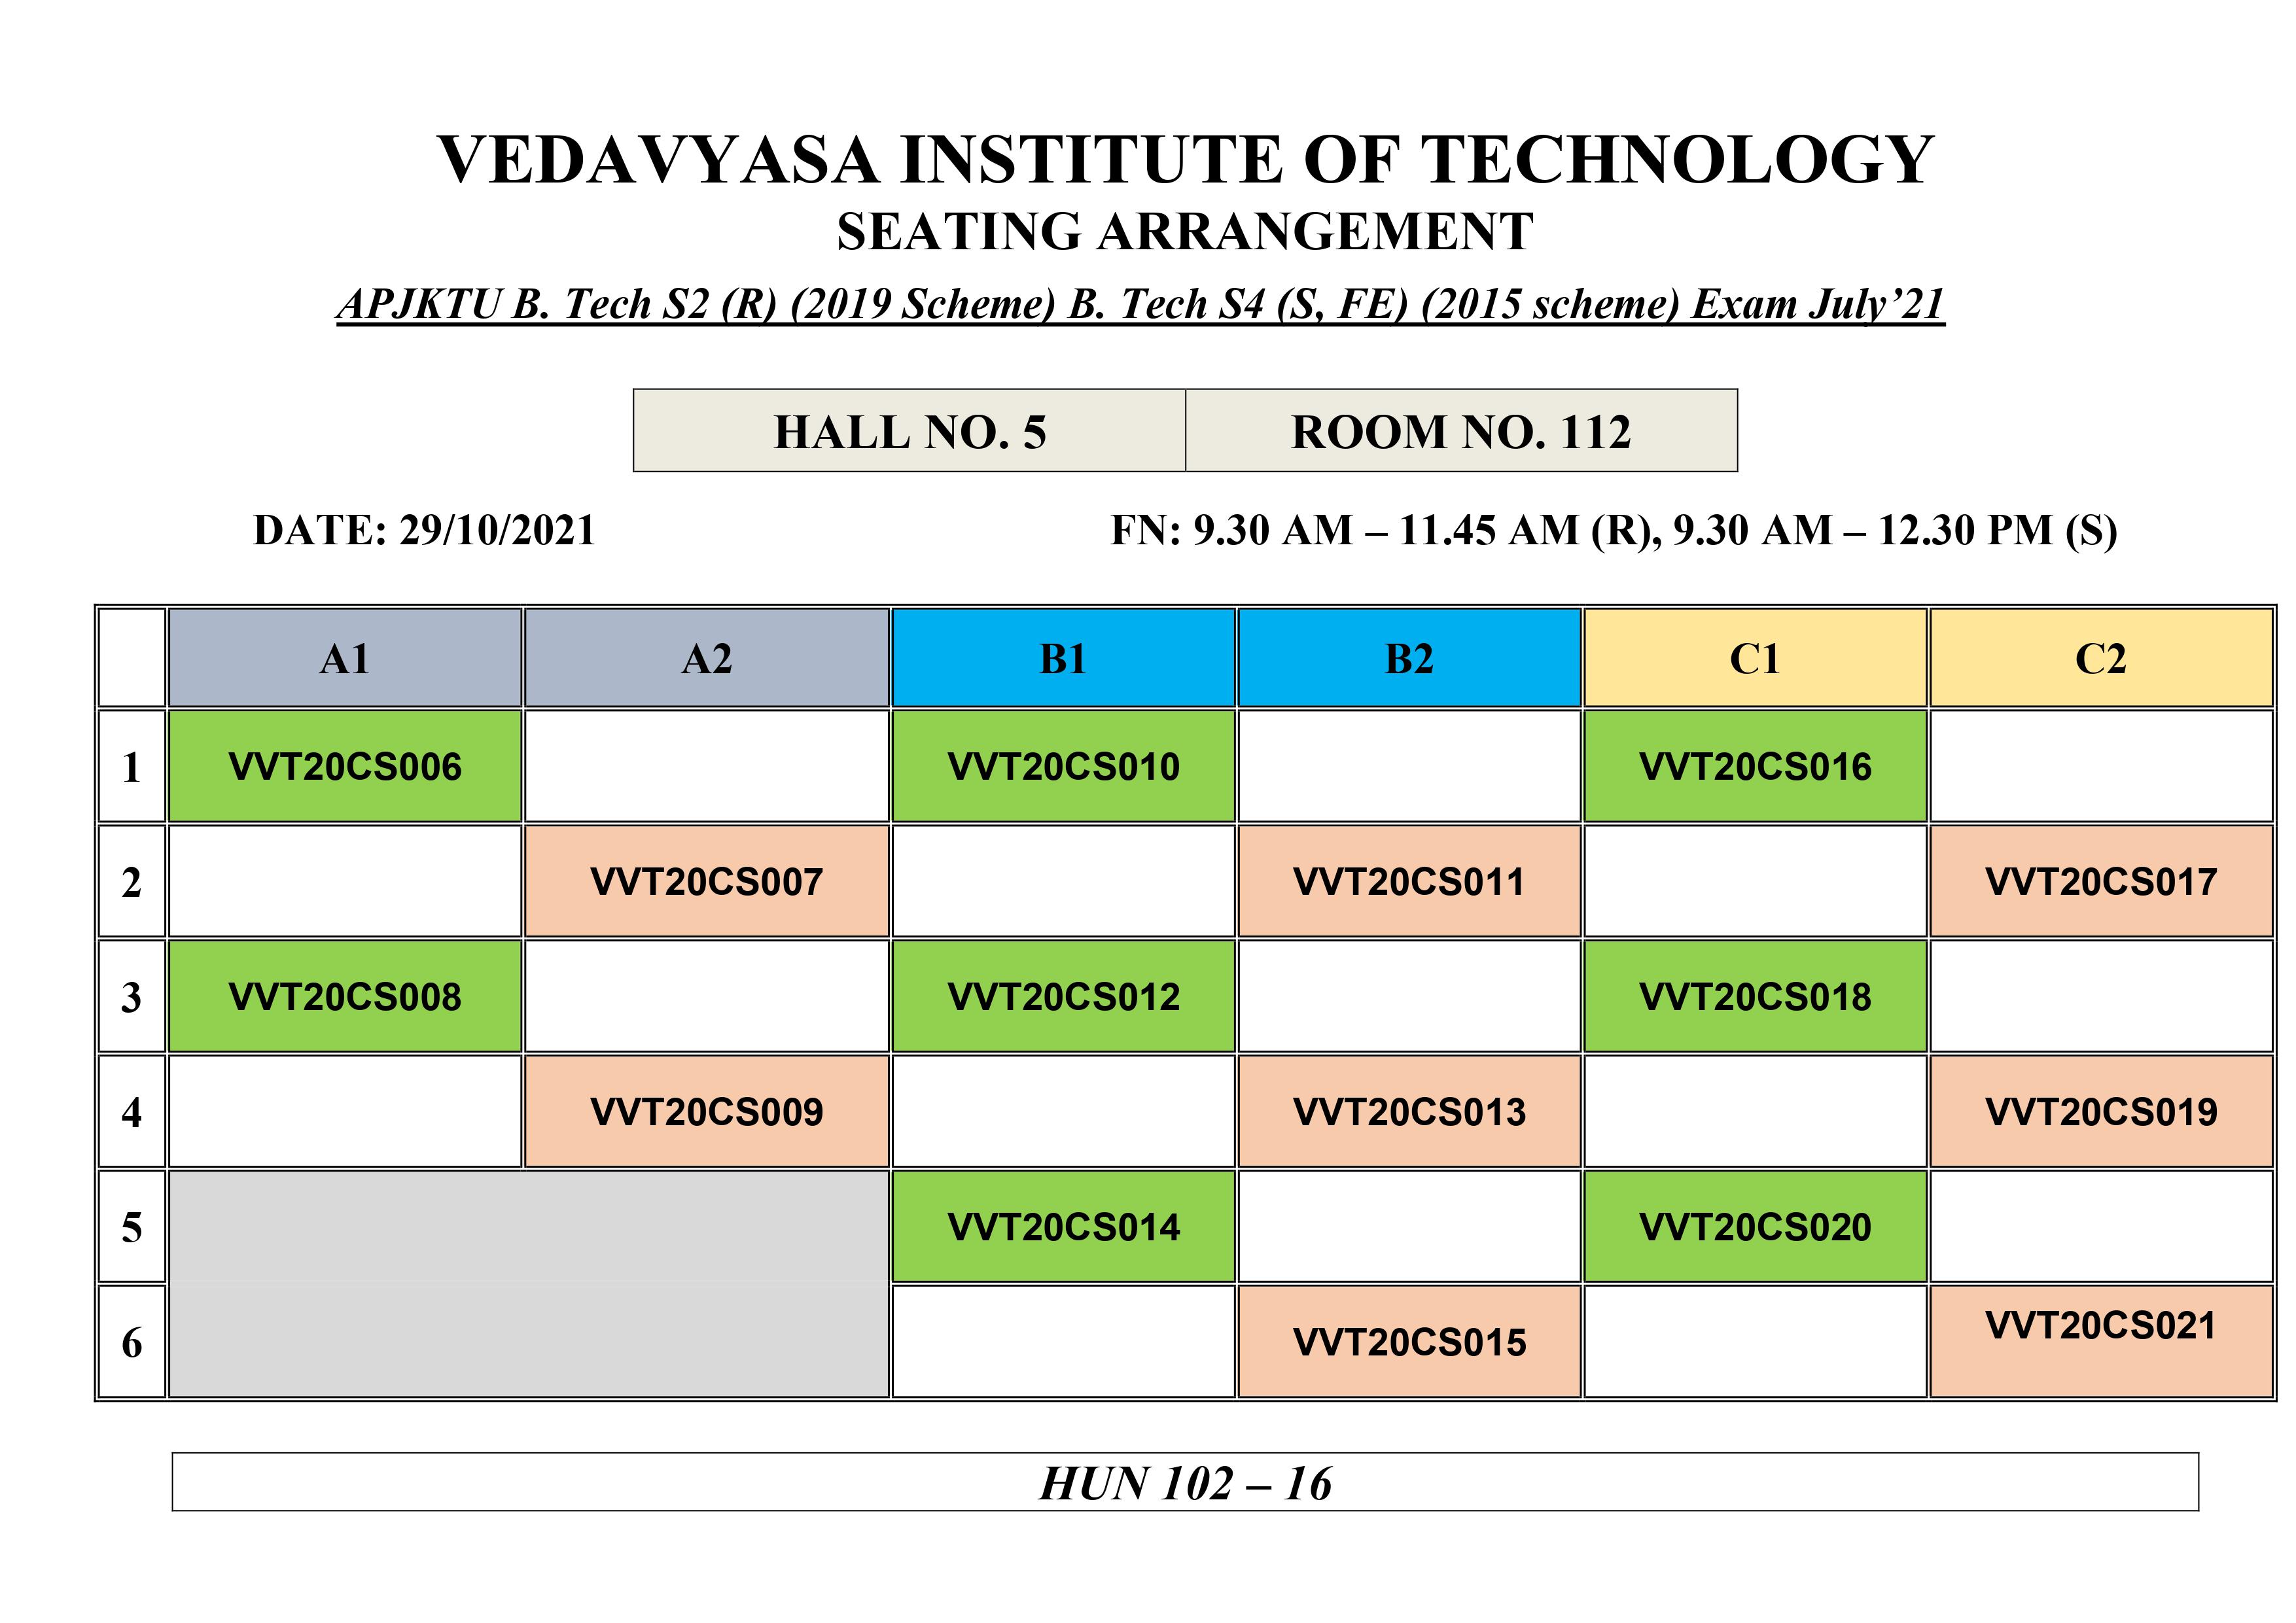 VEDAVYASA INSTITUTE OF TECHNOLOGY
SEATING ARRANGEMENT
APJKTU B. Tech S2 (R) (2019 Scheme) B. Tech S4 (S, FE) (2015 scheme) Exam July’21
HALL NO. 5 ROOM NO. 112
DATE: 29/10/2021 FN: 9.30 AM – 11.45 AM (R), 9.30 AM – 12.30 PM (S)
A1 A2 B1 B2 C1 C2
1 VVT20CS006 VVT20CS010 VVT20CS016
2 VVT20CS007 VVT20CS011 VVT20CS017
3 VVT20CS008 VVT20CS012 VVT20CS018
4 VVT20CS009 VVT20CS013 VVT20CS019
5 VVT20CS014 VVT20CS020
6 VVT20CS015 VVT20CS021
HUN 102 – 16